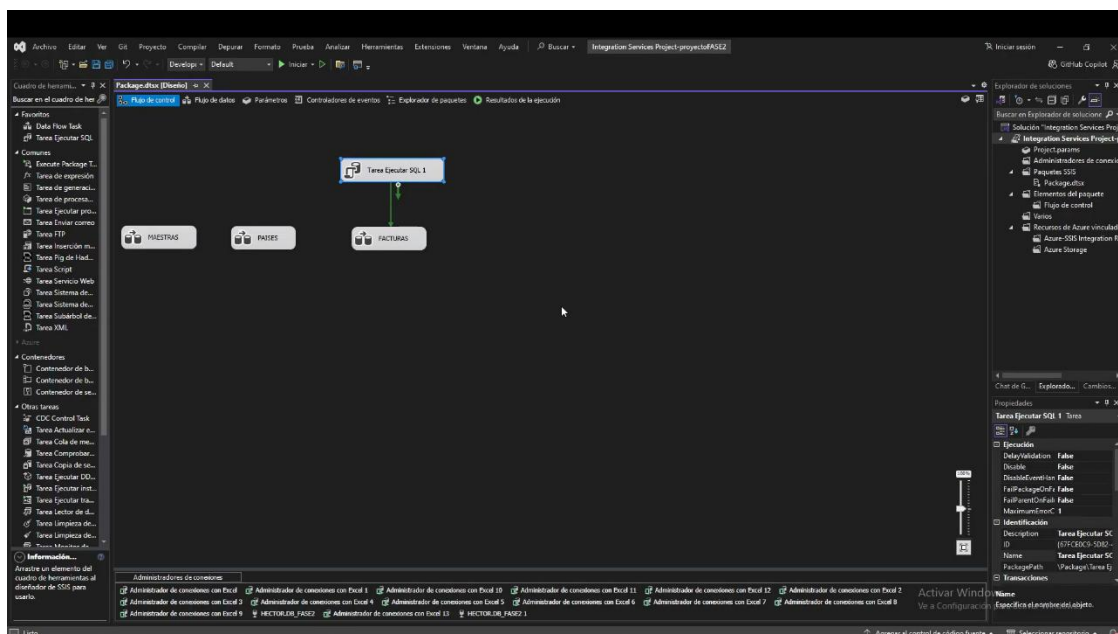 Archivo Editar Ver Git Proyecto Compilar Depurar Formato Prueba Analizar Herramientas Extensiones Ventana Ayuda Buscar Integration Services Project-proyectoFASE2 Iniciar sesión
Develop Default Iniciar GitHub Copilot
Cuadro de herrami... Package.dtsx [Diseño] Explorador de soluciones
Buscar en el cuadro de her Flujo de control Flujo de datos Parámetros Controladores de eventos Explorador de paquetes Resultados de la ejecución
Favoritos
Data Flow Task
Tarea Ejecutar SQL
Comunes
Execute Package T...
Tarea de expresión
Tarea de generaci...
Tarea de procesa...
Tarea Ejecutar pro...
Tarea Enviar correo
Tarea FTP
Tarea Inserción m...
Tarea Pig de Had...
Tarea Script
Tarea Servicio Web
Tarea Sistema de...
Tarea Sistema de...
Tarea Subárbol de...
Tarea XML
Azure
Contenedores
Contenedor de b...
Contenedor de b...
Contenedor de se...
Otras tareas
CDC Control Task
Tarea Actualizar e...
Tarea Cola de me...
Tarea Comprobar...
Tarea Copia de se...
Tarea Ejecutar DD...
Tarea Ejecutar inst...
Tarea Ejecutar tra...
Tarea Lector de d...
Tarea Limpieza de...
Tarea Limpieza de...
Información...
Arrastre un elemento del
cuadro de herramientas al
diseñador de SSIS para
usarlo.
Tarea Ejecutar SQL 1
MAESTRAS PAISES FACTURAS
100%
Buscar en Explorador de solucione
Solución "Integration Services Proj
Integration Services Project-p
Project.params
Administradores de conexio
Paquetes SSIS
Package.dtsx
Elementos del paquete
Flujo de control
Varios
Recursos de Azure vinculad
Azure-SSIS Integration R
Azure Storage
Chat de G... Explorado... Cambios...
Propiedades
Tarea Ejecutar SQL 1 Tarea
Ejecución
DelayValidation False
Disable False
DisableEventHan False
FailPackageOnFa False
FailParentOnFail False
MaximumErrorC 1
Identificación
Description Tarea Ejecutar SC
ID
Name Tarea Ejecutar SC
PackagePath \Package\Tarea Ej
Transacciones
Name
Especifica el nombre del objeto.
Administradores de conexiones
Administrador de conexiones con Excel Administrador de conexiones con Excel 1 Administrador de conexiones con Excel 10 Administrador de conexiones con Excel 11 Administrador de conexiones con Excel 12 Administrador de conexiones con Excel 2
Administrador de conexiones con Excel 3 Administrador de conexiones con Excel 4 Administrador de conexiones con Excel 5 Administrador de conexiones con Excel 6 Administrador de conexiones con Excel 7 Administrador de conexiones con Excel 8
Administrador de conexiones con Excel 9 HECTOR.DB_FASE2 Administrador de conexiones con Excel 13 HECTOR.DB_FASE2 1
Activar Window
Ve a Configuración
Listo Agregar al control de código fuente Seleccionar repositorio